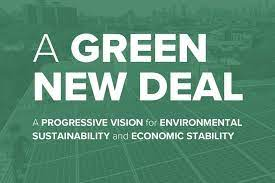 A GREEN
NEW DEAL
A PROGRESSIVE VISION for ENVIRONMENTAL
SUSTAINABILITY and ECONOMIC STABILITY